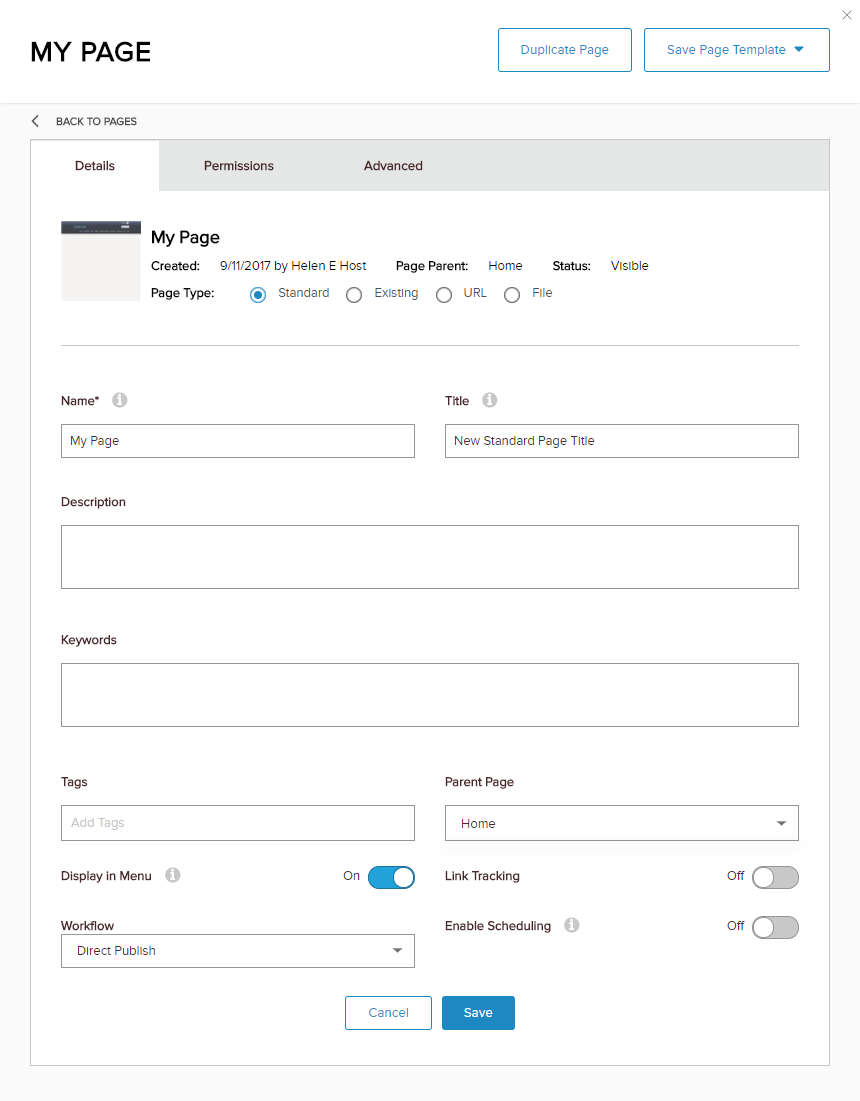 MY PAGE
Duplicate Page
Save Page Template
BACK TO PAGES
Details Permissions Advanced
My Page
Created: 9/11/2017 by Helen E Host Page Parent: Home Status: Visible
Page Type: Standard Existing URL File
Name* Title
My Page New Standard Page Title
Description
Keywords
Tags Parent Page
Add Tags Home
Display in Menu On Link Tracking Off
Workflow Enable Scheduling Off
Direct Publish
Cancel Save